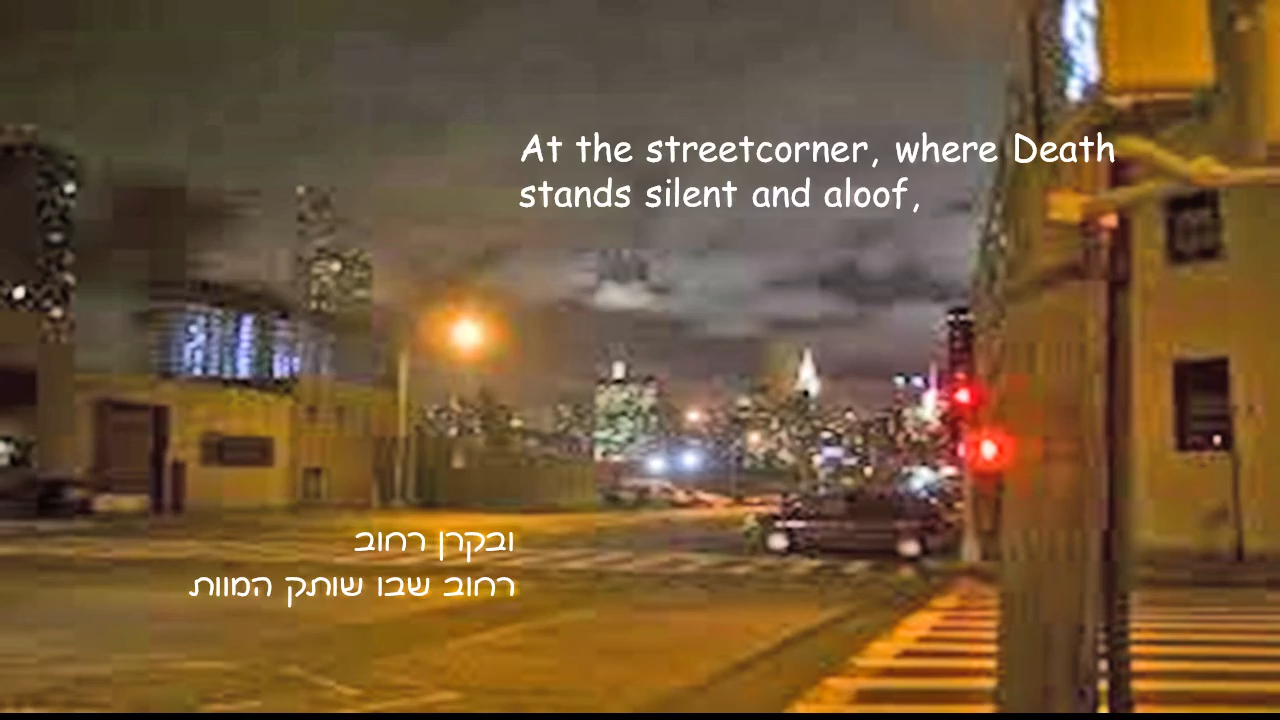 At the streetcorner, where Death
stands silent and aloof,
ובקרן רחוב
רחוב שבו שותק המוות